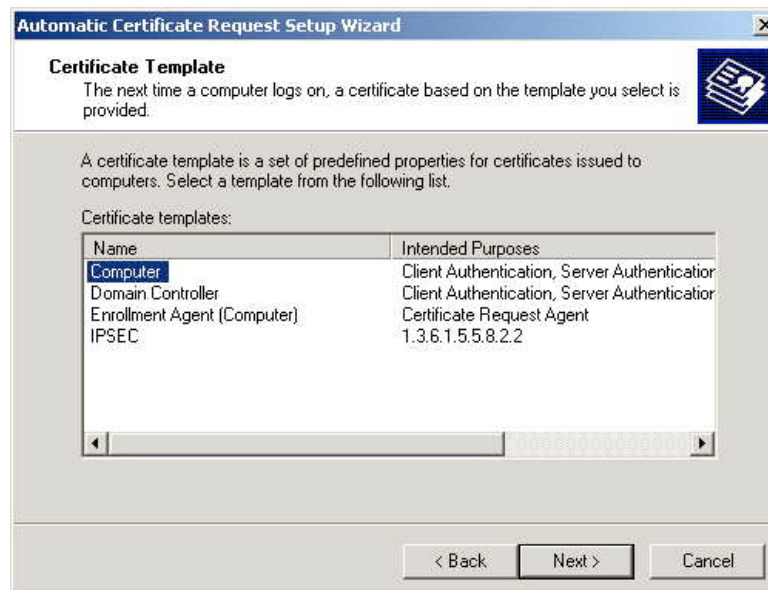 Automatic Certificate Request Setup Wizard
Certificate Template
The next time a computer logs on, a certificate based on the template you select is
provided.
A certificate template is a set of predefined properties for certificates issued to
computers. Select a template from the following list.
Certificate templates:
Name Intended Purposes
Computer Client Authentication, Server Authentication
Domain Controller Client Authentication, Server Authentication
Enrollment Agent (Computer) Certificate Request Agent
IPSEC 1.3.6.1.5.5.8.2.2
< Back Next > Cancel